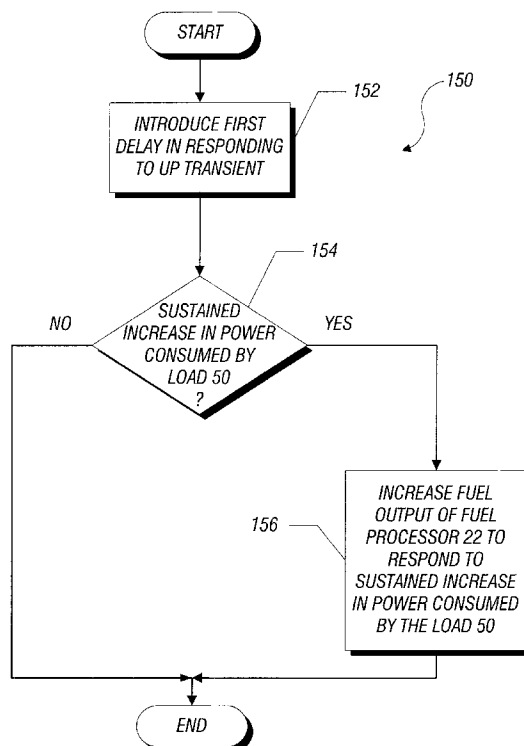 START
152
150
INTRODUCE FIRST
DELAY IN RESPONDING
TO UP TRANSIENT
154
NO
SUSTAINED
INCREASE IN POWER
CONSUMED BY
LOAD 50
?
YES
156
INCREASE FUEL
OUTPUT OF FUEL
PROCESSOR 22 TO
RESPOND TO
SUSTAINED INCREASE
IN POWER CONSUMED
BY THE LOAD 50
END